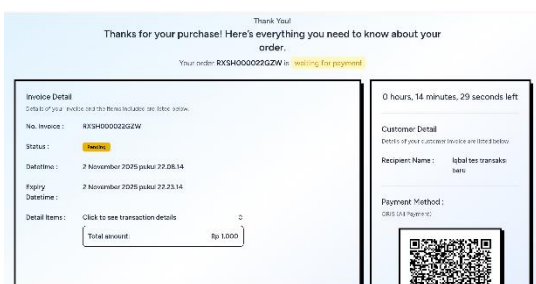 Thank You!
Thanks for your purchase! Here's everything you need to know about your
order.
Your order RXSH000022GZW is waiting for payment
Invoice Detail
Details of your invoice and the items included are listed below.
No. Invoice : RXSH000022GZW
Status : Pending
Datetime : 2 November 2025 pukul 22.08.14
Expiry Datetime : 2 November 2025 pukul 22.23.14
Detail Items : Click to see transaction details
Total amount: Rp 1.000
0 hours, 14 minutes, 29 seconds left
Customer Detail
Details of your customer invoice are listed below
Recipient Name : Iqbal tes transaksi
baru
Payment Method :
QRIS (All Payment)